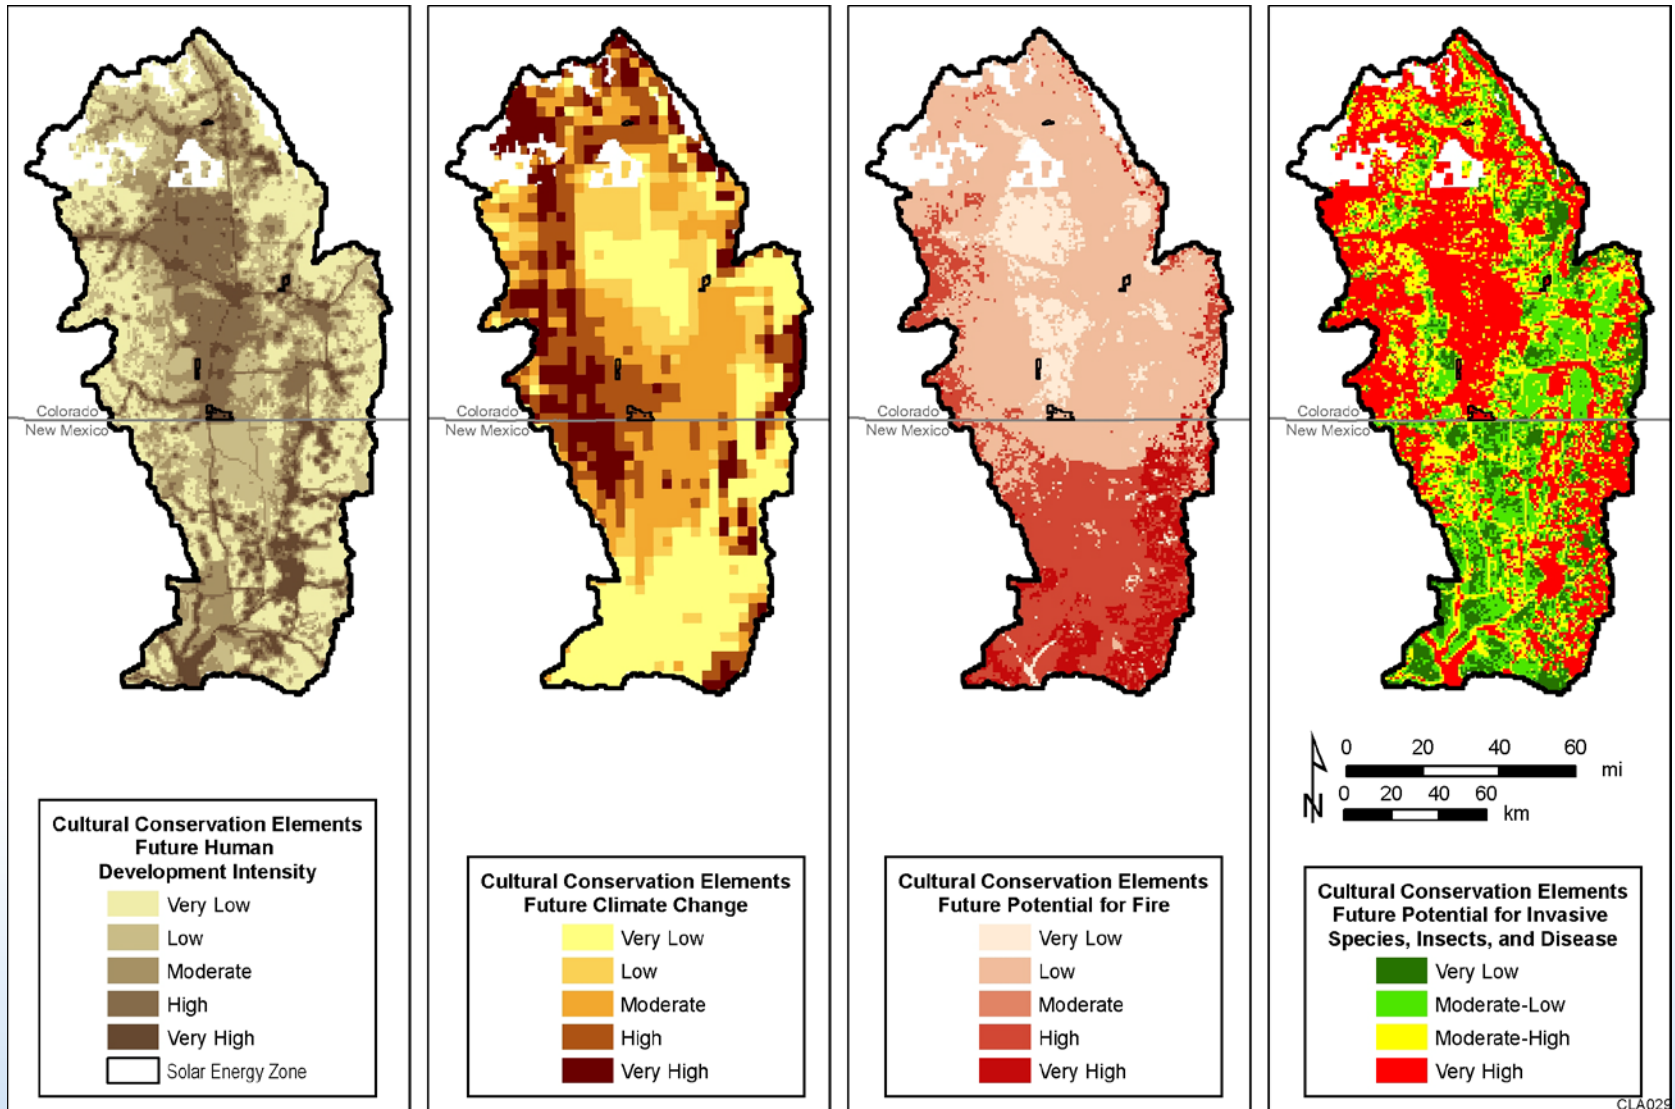 Colorado
New Mexico
Colorado
New Mexico
Colorado
New Mexico
Colorado
New Mexico
Cultural Conservation Elements
Future Human
Development Intensity
Very Low
Low
Moderate
High
Very High
Solar Energy Zone
Cultural Conservation Elements
Future Climate Change
Very Low
Low
Moderate
High
Very High
Cultural Conservation Elements
Future Potential for Fire
Very Low
Low
Moderate
High
Very High
N
0 20 40 60
mi
0 20 40 60
km
Cultural Conservation Elements
Future Potential for Invasive
Species, Insects, and Disease
Very Low
Moderate-Low
Moderate-High
Very High
CLA029